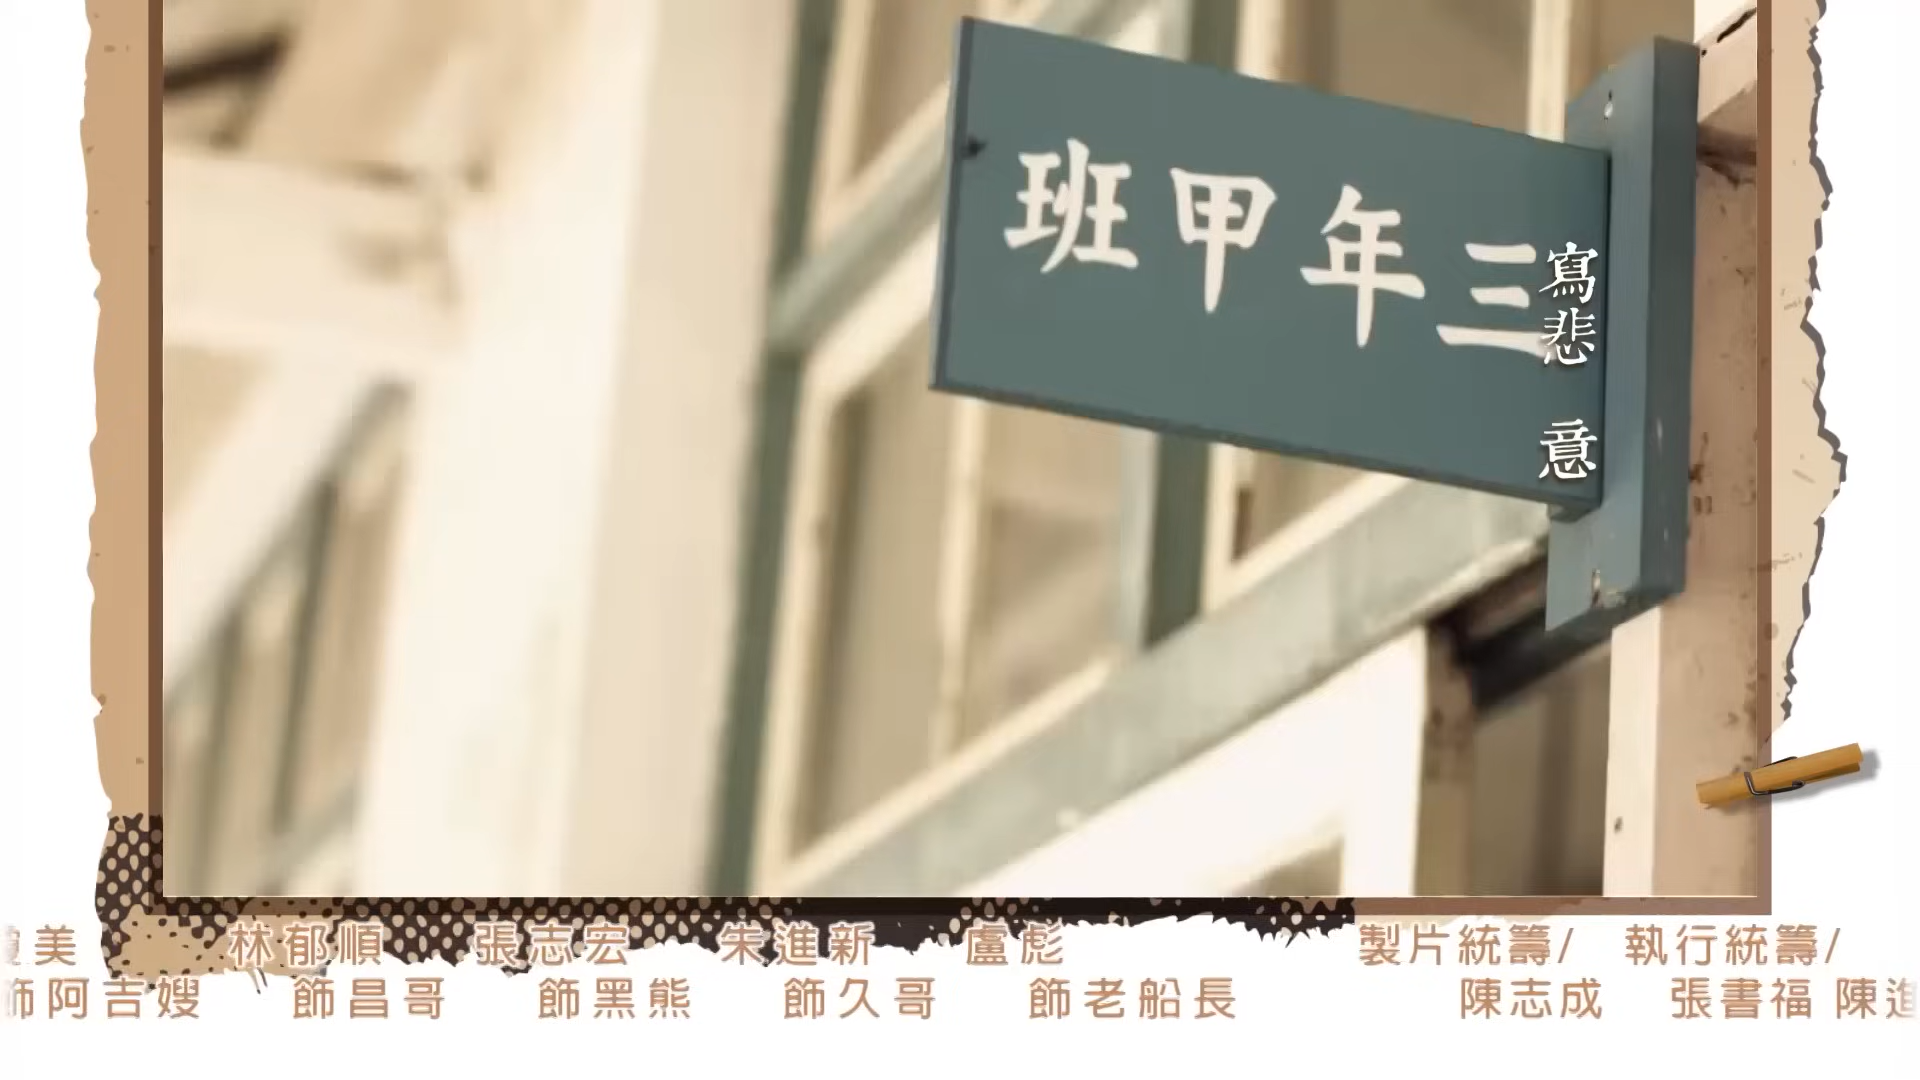 班甲年三
寫悲 意
美 林郁順 張志宏 朱進新 盧彪 製片統籌/ 執行統籌/
飾阿吉嫂 飾昌哥 飾黑熊 飾久哥 飾老船長 陳志成 張書福 陳進